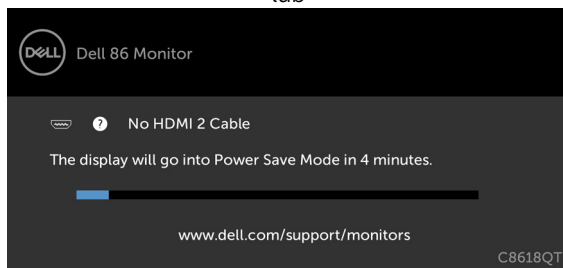 DELL
Dell 86 Monitor
? No HDMI 2 Cable
The display will go into Power Save Mode in 4 minutes.
www.dell.com/support/monitors
C8618QT